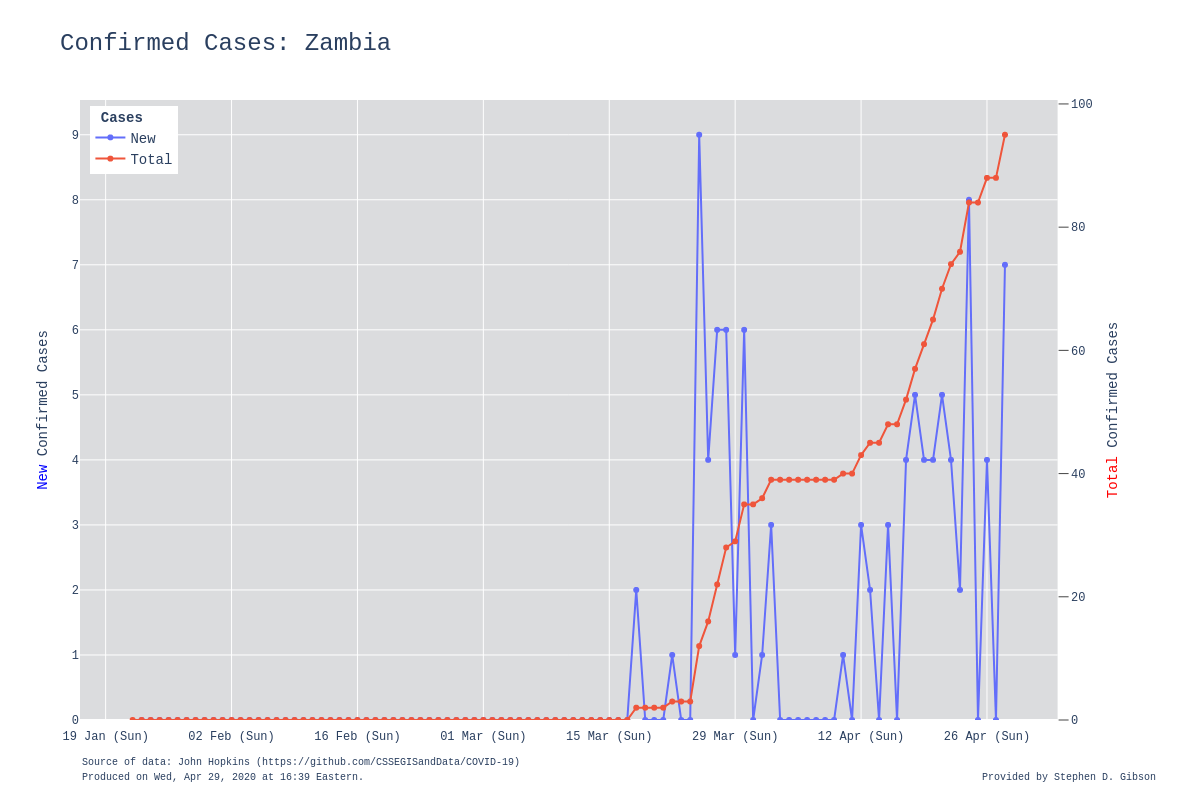 Confirmed Cases: Zambia
Cases
New
Total
9
8
7
6
5
4
3
2
1
0
New Confirmed Cases
100
80
60
40
20
0
Total Confirmed Cases
19 Jan (Sun) 02 Feb (Sun) 16 Feb (Sun) 01 Mar (Sun) 15 Mar (Sun) 29 Mar (Sun) 12 Apr (Sun) 26 Apr (Sun)
Source of data: John Hopkins (https://github.com/CSSEGISandData/COVID-19)
Produced on Wed, Apr 29, 2020 at 16:39 Eastern.
Provided by Stephen D. Gibson